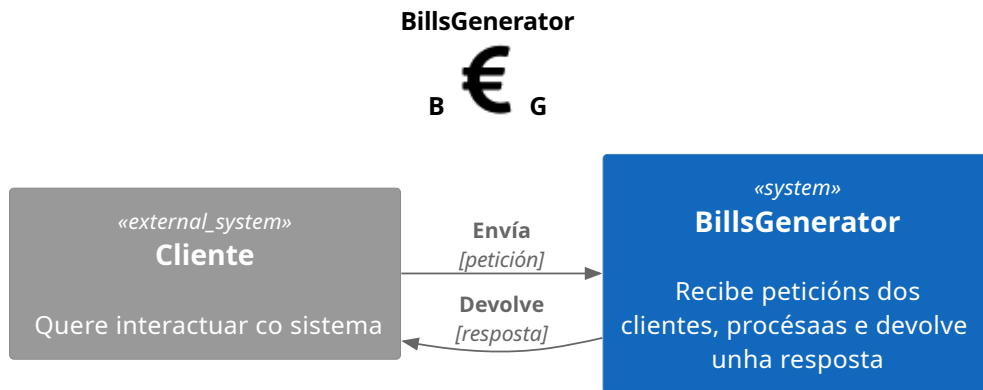 BillsGenerator
B € G
«external_system»
Cliente
Quere interactuar co sistema
Envía
[petición]
Devolve
[resposta]
«system»
BillsGenerator
Recibe peticións dos
clientes, procésaas e devolve
unha resposta